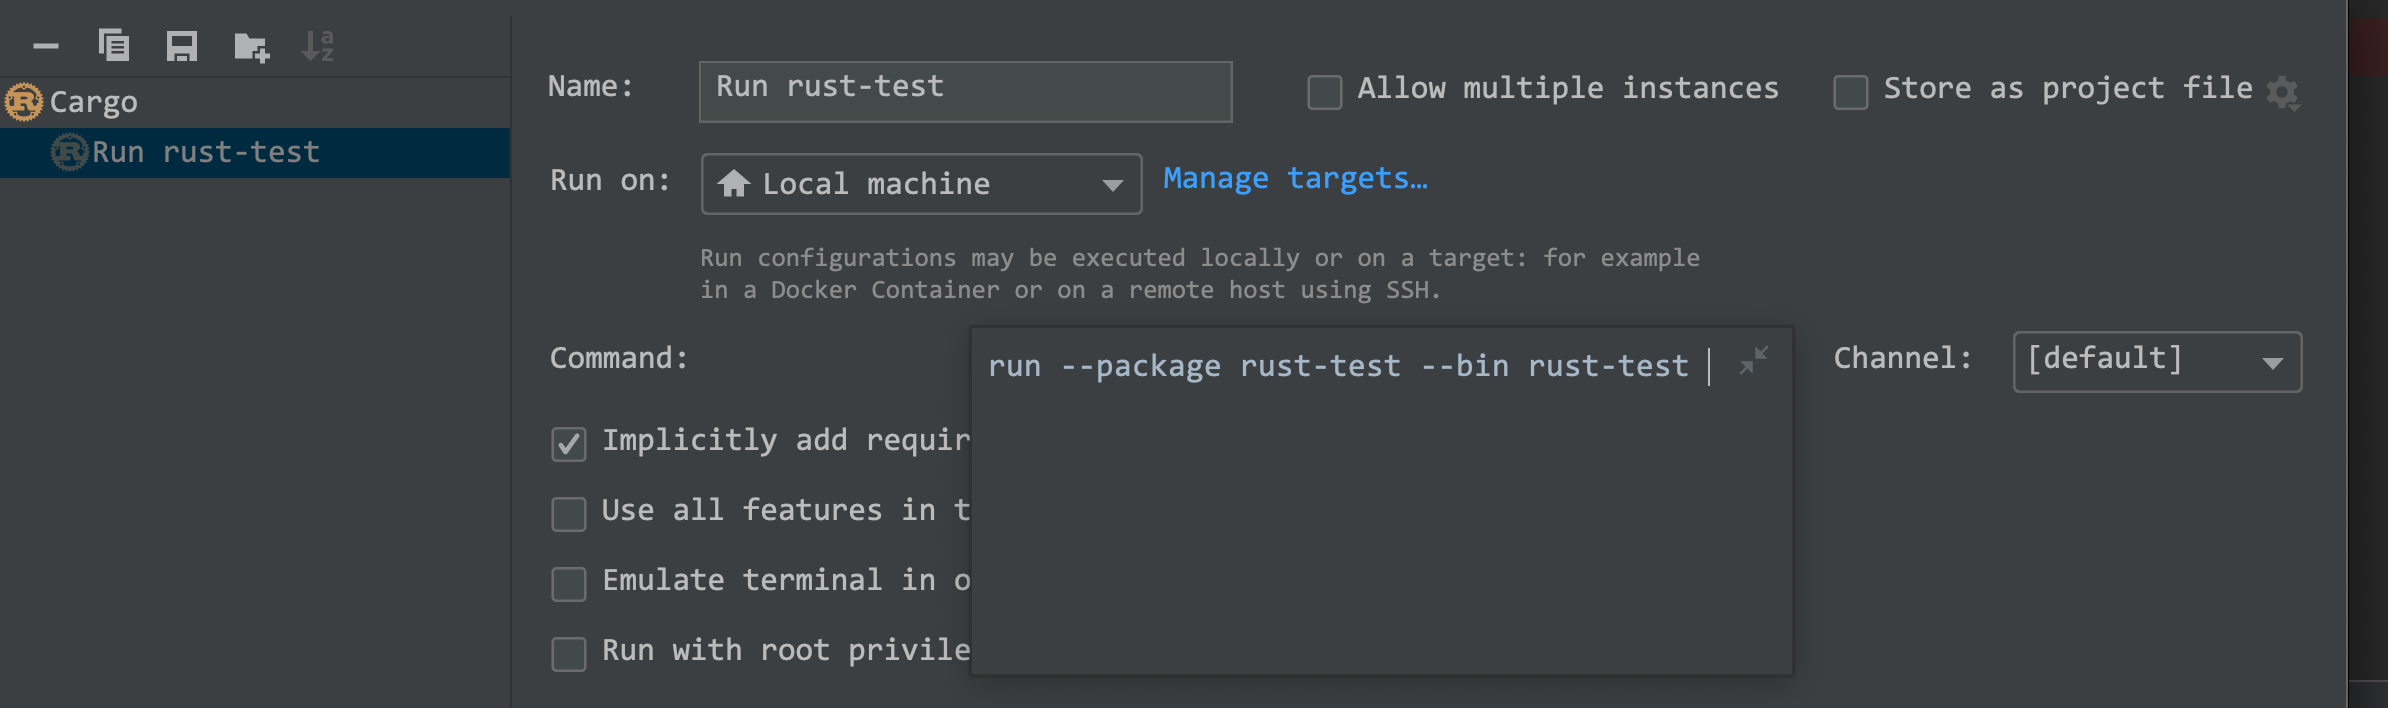 Cargo
Run rust-test
Name:
Run rust-test
Allow multiple instances
Store as project file
Run on:
Local machine
Manage targets…
Run configurations may be executed locally or on a target: for example
in a Docker Container or on a remote host using SSH.
Command:
run --package rust-test --bin rust-test
Channel:
[default]
Implicitly add requir
Use all features in t
Emulate terminal in o
Run with root privile